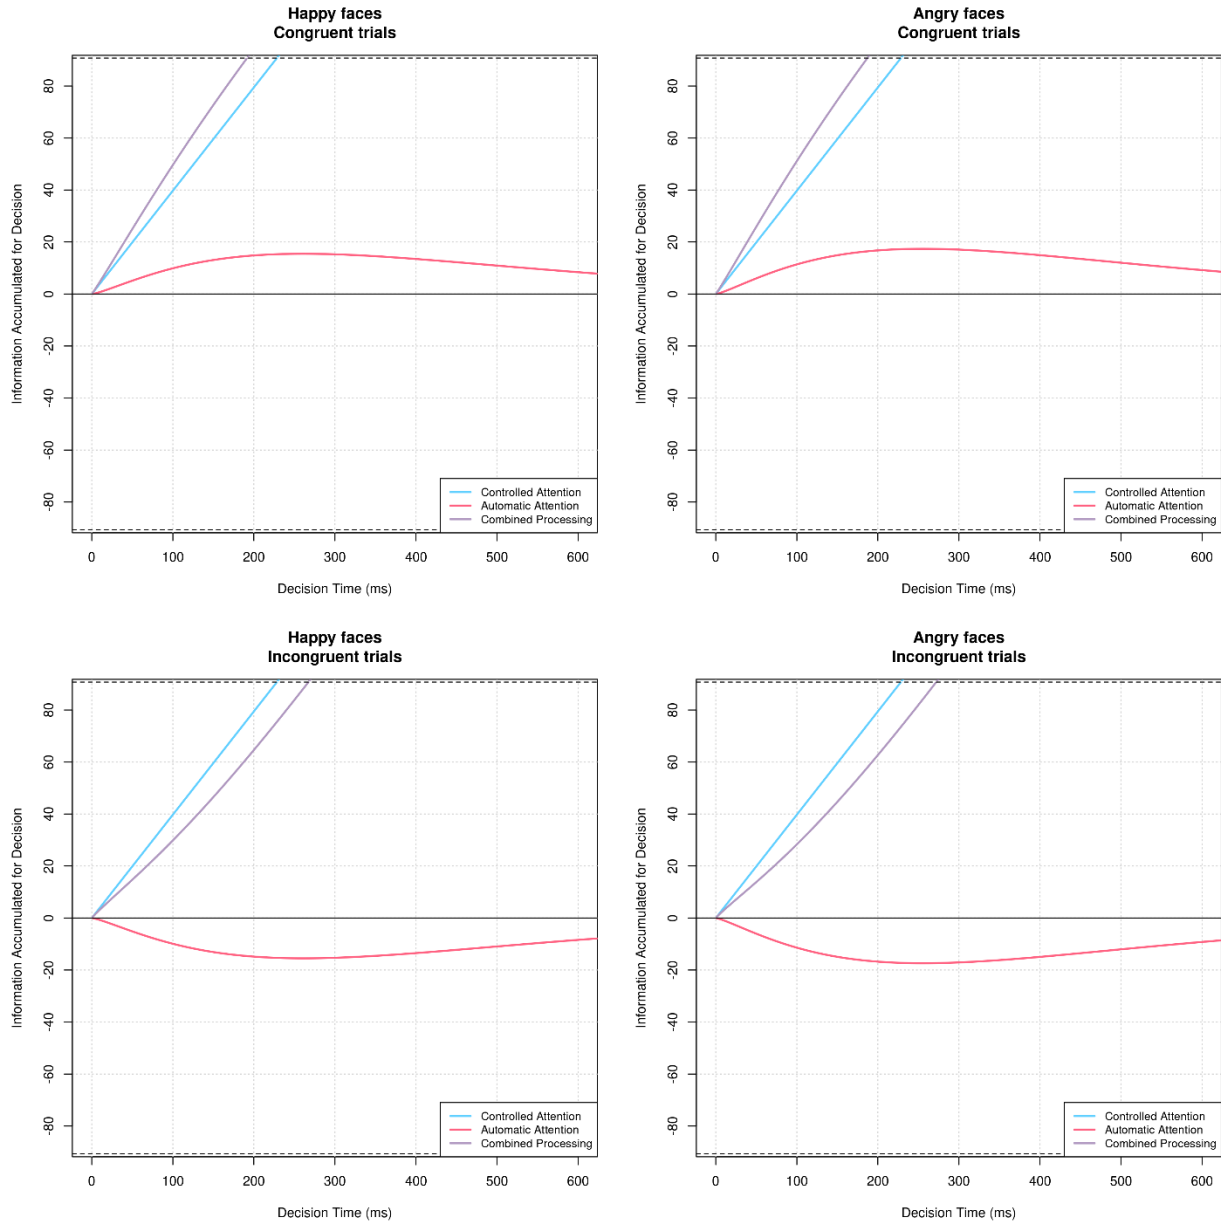 Happy faces
Congruent trials
Information Accumulated for Decision
80
60
40
20
0
-20
-40
-60
-80
Controlled Attention
Automatic Attention
Combined Processing
0 100 200 300 400 500 600
Decision Time (ms)
Angry faces
Congruent trials
Information Accumulated for Decision
80
60
40
20
0
-20
-40
-60
-80
Controlled Attention
Automatic Attention
Combined Processing
0 100 200 300 400 500 600
Decision Time (ms)
Happy faces
Incongruent trials
Information Accumulated for Decision
80
60
40
20
0
-20
-40
-60
-80
Controlled Attention
Automatic Attention
Combined Processing
0 100 200 300 400 500 600
Decision Time (ms)
Angry faces
Incongruent trials
Information Accumulated for Decision
80
60
40
20
0
-20
-40
-60
-80
Controlled Attention
Automatic Attention
Combined Processing
0 100 200 300 400 500 600
Decision Time (ms)